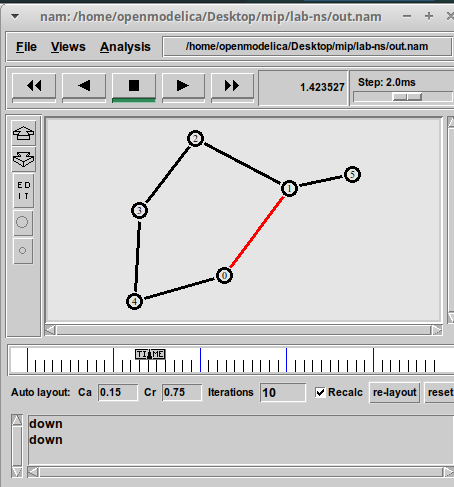 nam: /home/openmodelica/Desktop/mip/lab-ns/out.nam
File Views Analysis /home/openmodelica/Desktop/mip/lab-ns/out.nam
1.423527 Step: 2.0ms
E D
I T
2
1
5
3
0
4
TIME
Auto layout: Ca 0.15 Cr 0.75 Iterations 10 Recalc re-layout reset
down
down